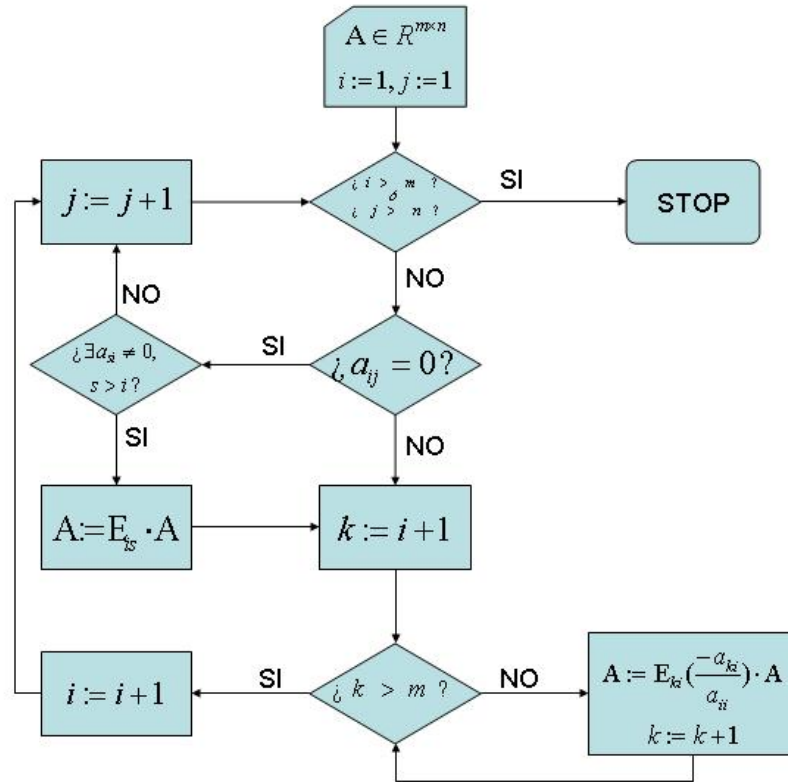 A ∈ R^{m×n}
i := 1, j := 1
j := j + 1
¿ i > m ?
ó
¿ j > n ?
SI
STOP
NO
NO
¿∃a_{si} ≠ 0,
s > i ?
SI
¿a_{ij} = 0?
SI
NO
A:= E_{is} · A
k := i + 1
i := i + 1
SI
¿ k > m ?
NO
A := E_{ki}(\frac{-a_{ki}}{a_{ii}}) · A
k := k + 1